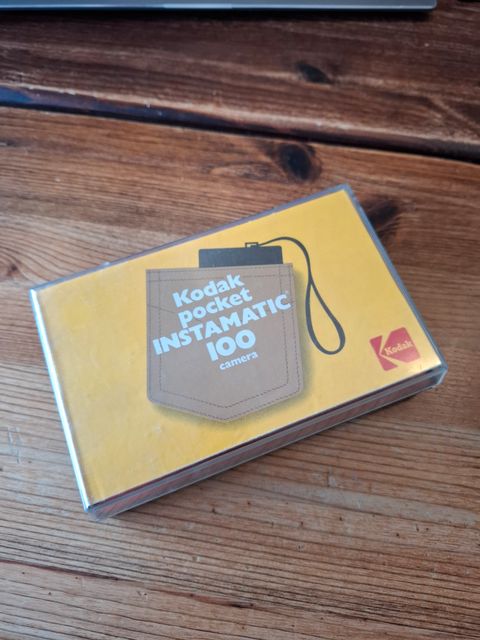 Kodak
pocket
INSTAMATIC®
100
camera
Kodak